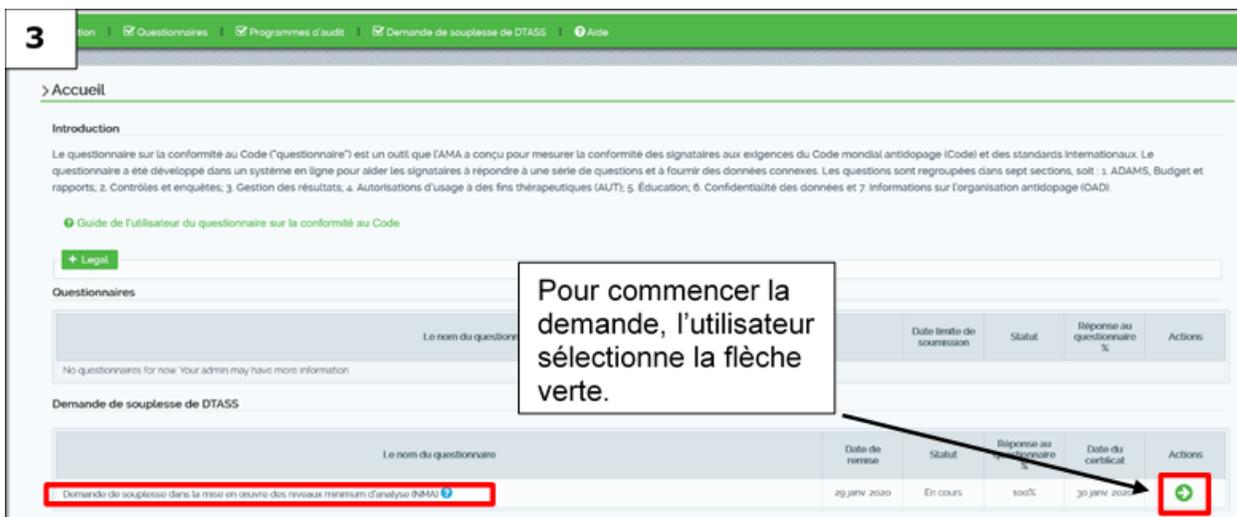 3
tion | Questionnaires | Programmes d'audit | Demande de souplesse de DTASS | Aide
> Accueil
Introduction
Le questionnaire sur la conformité au Code ("questionnaire") est un outil que l'AMA a conçu pour mesurer la conformité des signataires aux exigences du Code mondial antidopage (Code) et des standards internationaux. Le
questionnaire a été développé dans un système en ligne pour aider les signataires à répondre à une série de questions et à fournir des données connexes. Les questions sont regroupées dans sept sections, soit : 1. ADAMS, Budget et
rapports; 2. Contrôles et enquêtes; 3. Gestion des résultats; 4. Autorisations d'usage à des fins thérapeutiques (AUT); 5. Éducation; 6. Confidentialité des données et 7. Informations sur l'organisation antidopage (OAD).
Guide de l'utilisateur du questionnaire sur la conformité au Code
+ Legal
Pour commencer la
demande, l'utilisateur
sélectionne la flèche
verte.
Questionnaires
Le nom du questionn
Date limite de
soumission
Statut
Réponse au
questionnaire
%
Actions
No questionnaires for now. Your admin may have more information
Demande de souplesse de DTASS
Le nom du questionnaire
Date de
remise
Statut
Réponse au
questionnaire
%
Date du
certificat
Actions
Demande de souplesse dans la mise en œuvre des niveaux minimum d'analyse (NMA)
29 janv. 2020
En cours
100%
30 janv. 2020